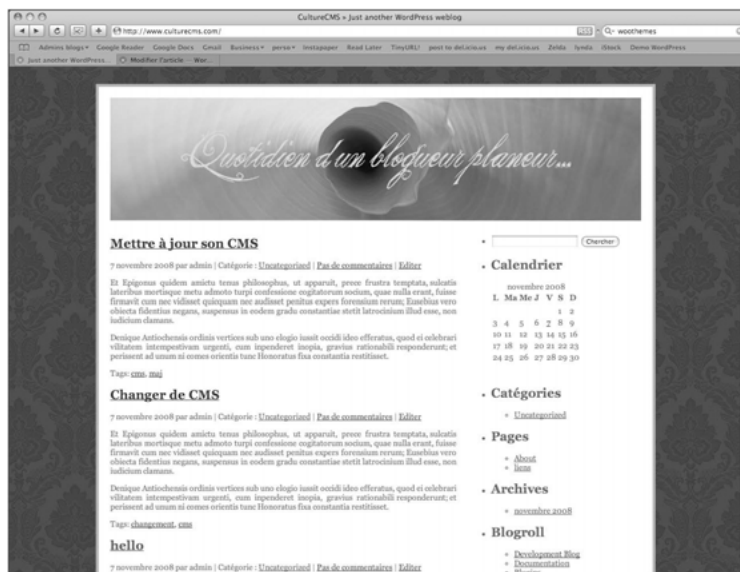 CultureCMS » Just another WordPress weblog
http://www.culturecms.com/
RSS
woothemes
Admins blogs Google Reader Google Docs Gmail Business perso Instapaper Read Later TinyURL! post to del.icio.us my del.icio.us Zelda lynda iStock Demo WordPress
Just another WordPress... Modifier l'article — Wor...
Quotidien d'un blogueur planeur...
Mettre à jour son CMS
7 novembre 2008 par admin | Catégorie : Uncategorized | Pas de commentaires | Editer
Et Epigonus quidem amictu tenus philosophus, ut apparuit, prece frustra temptata, sulcatis
lateribus mortisque metu admoto turpi confessione cogitatorum socium, quae nulla erant, fuisse
firmavit cum nec vidisset quicquam nec audisset penitus expers forensium rerum; Eusebius vero
obiecta fidentius negans, suspensus in eodem gradu constantiae stetit latrocinium illud esse, non
iudicium clamans.
Denique Antiochensis ordinis vertices sub uno elogio iussit occidi ideo efferatus, quod ei celebrari
vilitatem intempestivam urgenti, cum inpenderet inopia, gravius rationabili responderunt; et
perissent ad unum ni comes orientis tunc Honoratus fixa constantia restitisset.
Tags: cms, maj
Changer de CMS
7 novembre 2008 par admin | Catégorie : Uncategorized | Pas de commentaires | Editer
Et Epigonus quidem amictu tenus philosophus, ut apparuit, prece frustra temptata, sulcatis
lateribus mortisque metu admoto turpi confessione cogitatorum socium, quae nulla erant, fuisse
firmavit cum nec vidisset quicquam nec audisset penitus expers forensium rerum; Eusebius vero
obiecta fidentius negans, suspensus in eodem gradu constantiae stetit latrocinium illud esse, non
iudicium clamans.
Denique Antiochensis ordinis vertices sub uno elogio iussit occidi ideo efferatus, quod ei celebrari
vilitatem intempestivam urgenti, cum inpenderet inopia, gravius rationabili responderunt; et
perissent ad unum ni comes orientis tunc Honoratus fixa constantia restitisset.
Tags: changement, cms
hello
7 novembre 2008 par admin | Catégorie : Uncategorized | Pas de commentaires | Editer
Chercher
Calendrier
novembre 2008
L Ma Me J V S D
1 2
3 4 5 6 7 8 9
10 11 12 13 14 15 16
17 18 19 20 21 22 23
24 25 26 27 28 29 30
Catégories
Uncategorized
Pages
About
liens
Archives
novembre 2008
Blogroll
Development Blog
Documentation